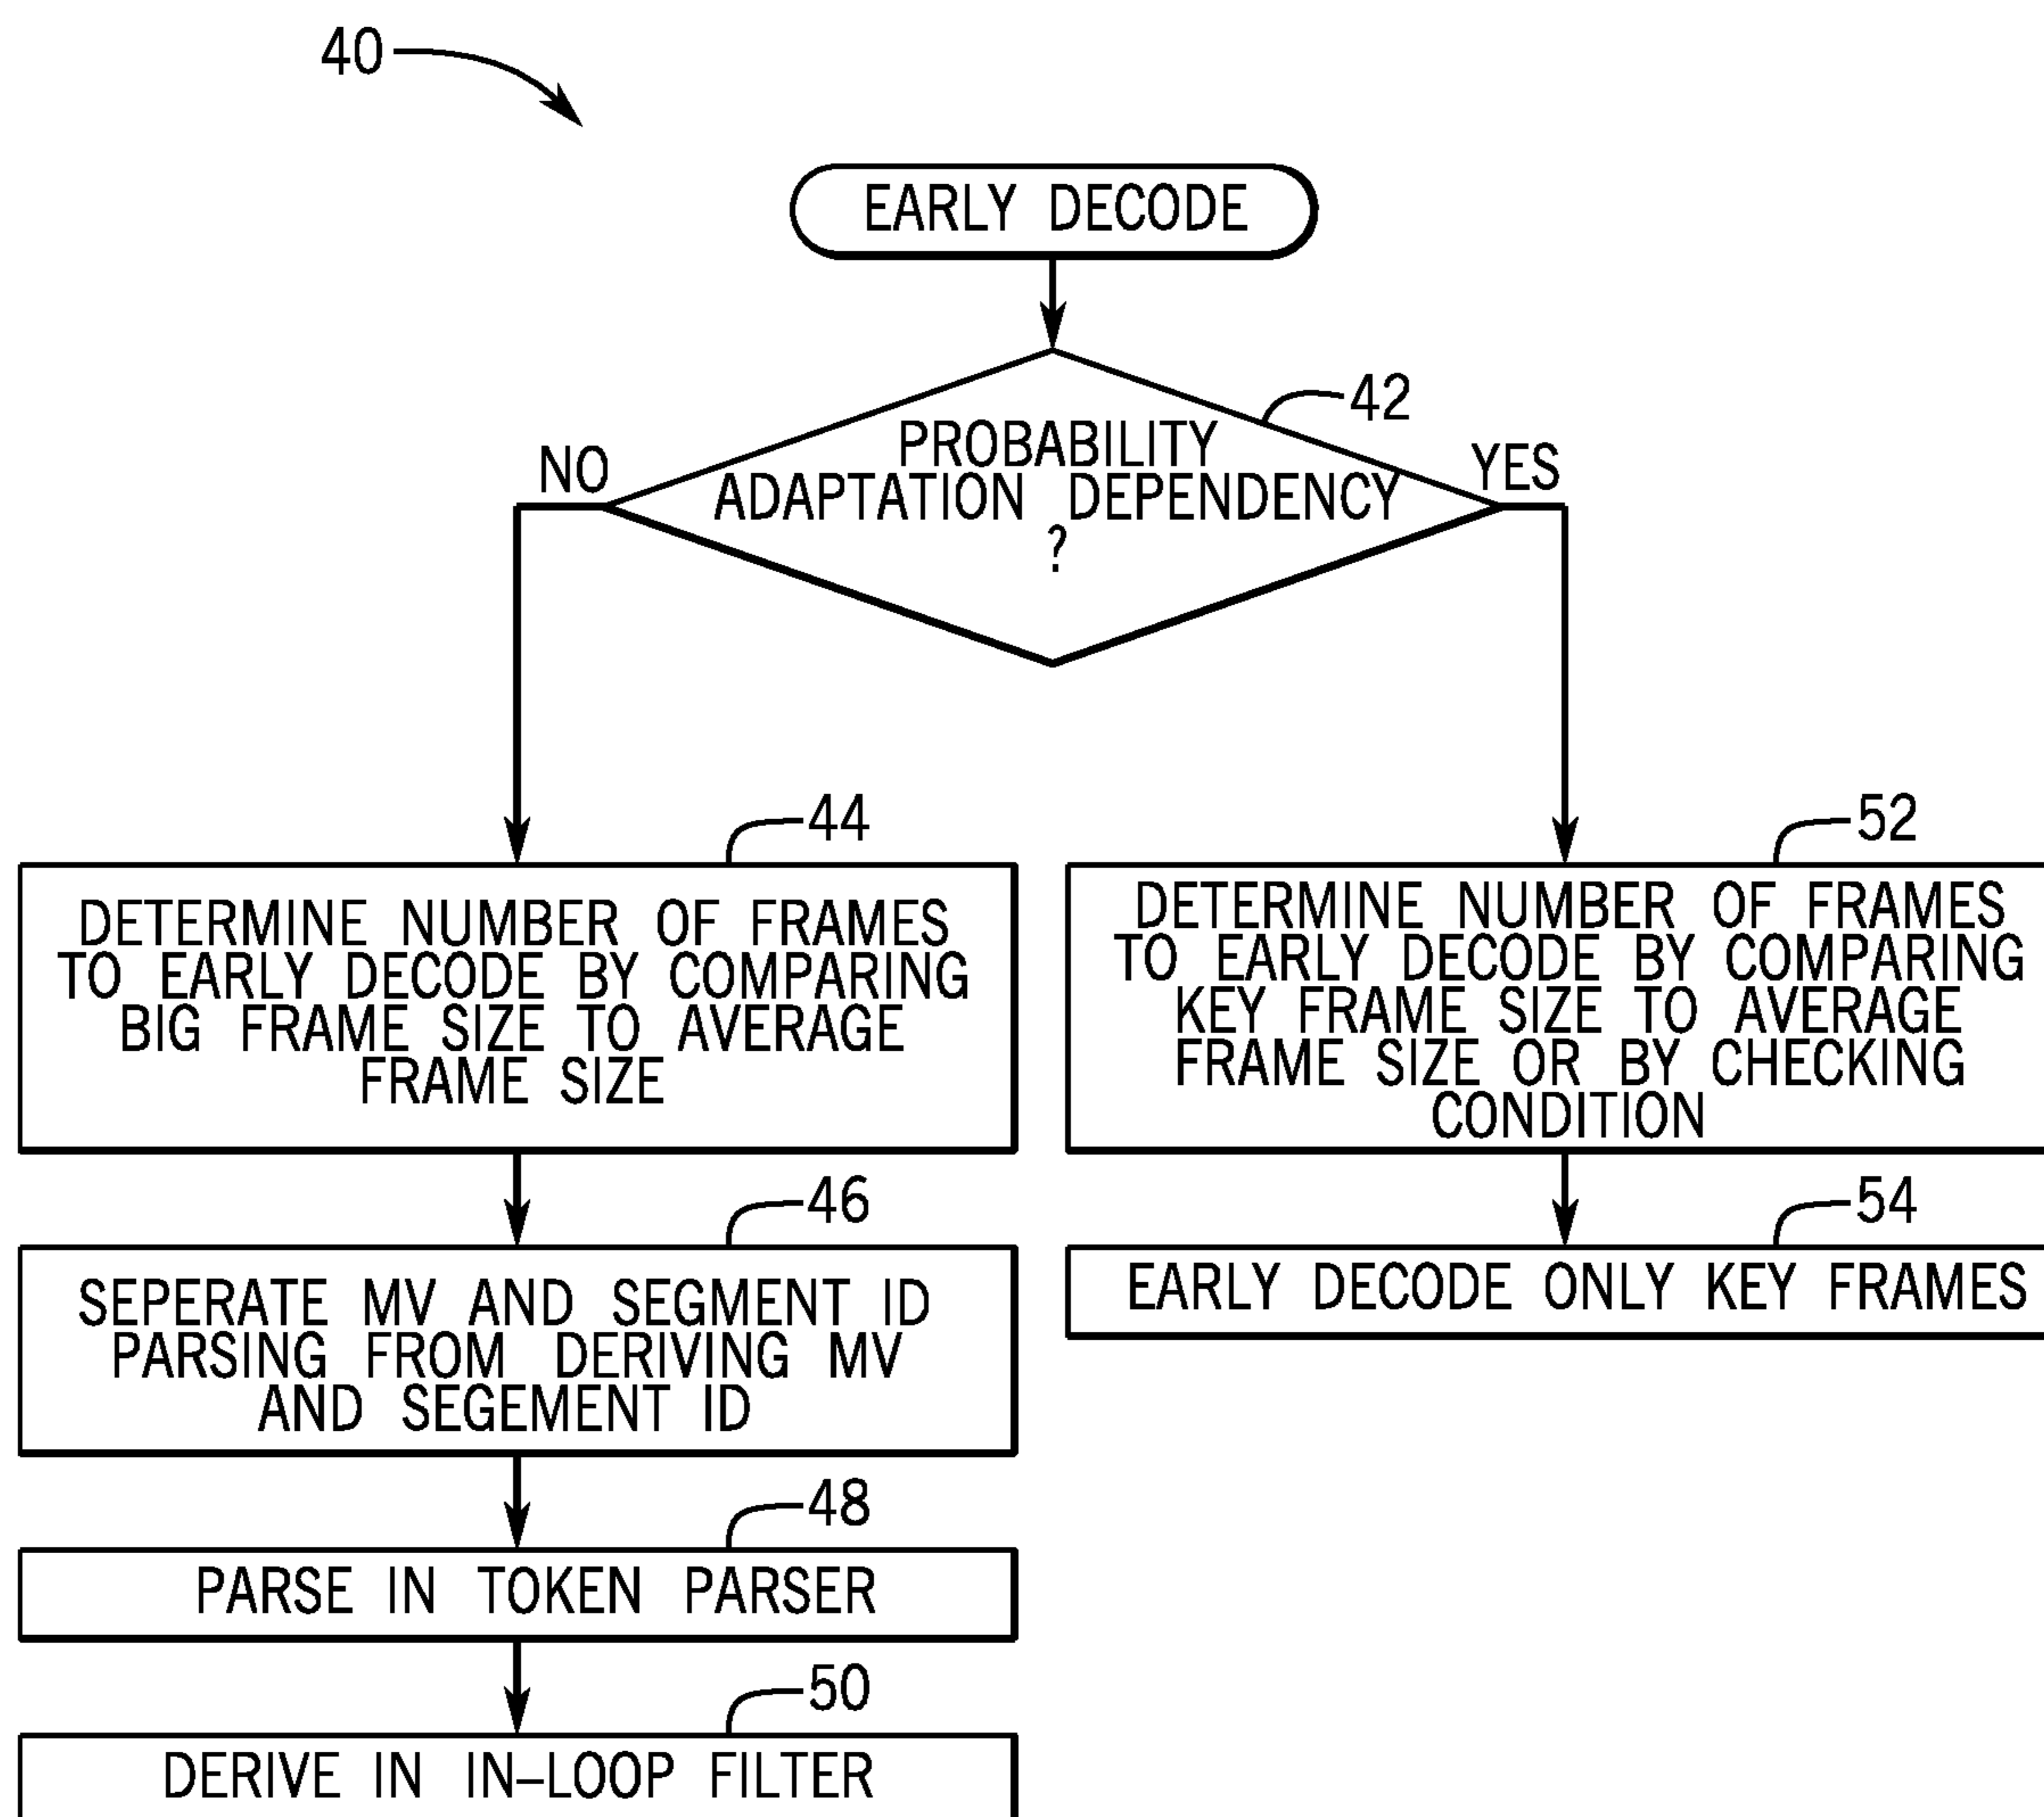 40
EARLY DECODE
42
PROBABILITY
ADAPTATION DEPENDENCY
?
NO
YES
44
DETERMINE NUMBER OF FRAMES
TO EARLY DECODE BY COMPARING
BIG FRAME SIZE TO AVERAGE
FRAME SIZE
46
SEPERATE MV AND SEGMENT ID
PARSING FROM DERIVING MV
AND SEGEMENT ID
48
PARSE IN TOKEN PARSER
50
DERIVE IN IN-LOOP FILTER
52
DETERMINE NUMBER OF FRAMES
TO EARLY DECODE BY COMPARING
KEY FRAME SIZE TO AVERAGE
FRAME SIZE OR BY CHECKING
CONDITION
54
EARLY DECODE ONLY KEY FRAMES